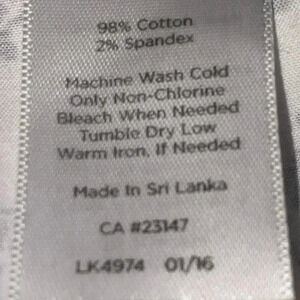 98% Cotton
2% Spandex
Machine Wash Cold
Only Non-Chlorine
Bleach When Needed
Tumble Dry Low
Warm Iron, If Needed
Made In Sri Lanka
CA #23147
LK4974 01/16